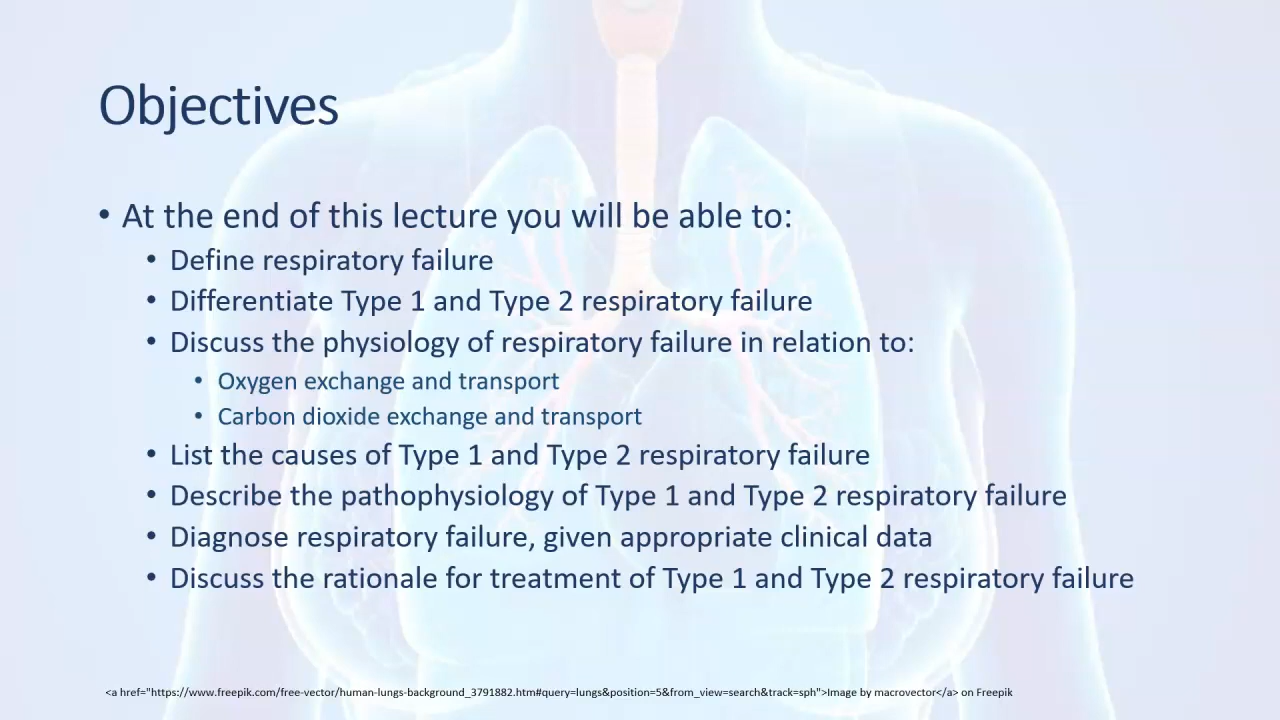 Objectives
• At the end of this lecture you will be able to:
• Define respiratory failure
• Differentiate Type 1 and Type 2 respiratory failure
• Discuss the physiology of respiratory failure in relation to:
• Oxygen exchange and transport
• Carbon dioxide exchange and transport
• List the causes of Type 1 and Type 2 respiratory failure
• Describe the pathophysiology of Type 1 and Type 2 respiratory failure
• Diagnose respiratory failure, given appropriate clinical data
• Discuss the rationale for treatment of Type 1 and Type 2 respiratory failure
<a href="https://www.freepik.com/free-vector/human-lungs-background_3791882.htm#query=lungs&position=5&from_view=search&track=sph">Image by macrovector</a> on Freepik